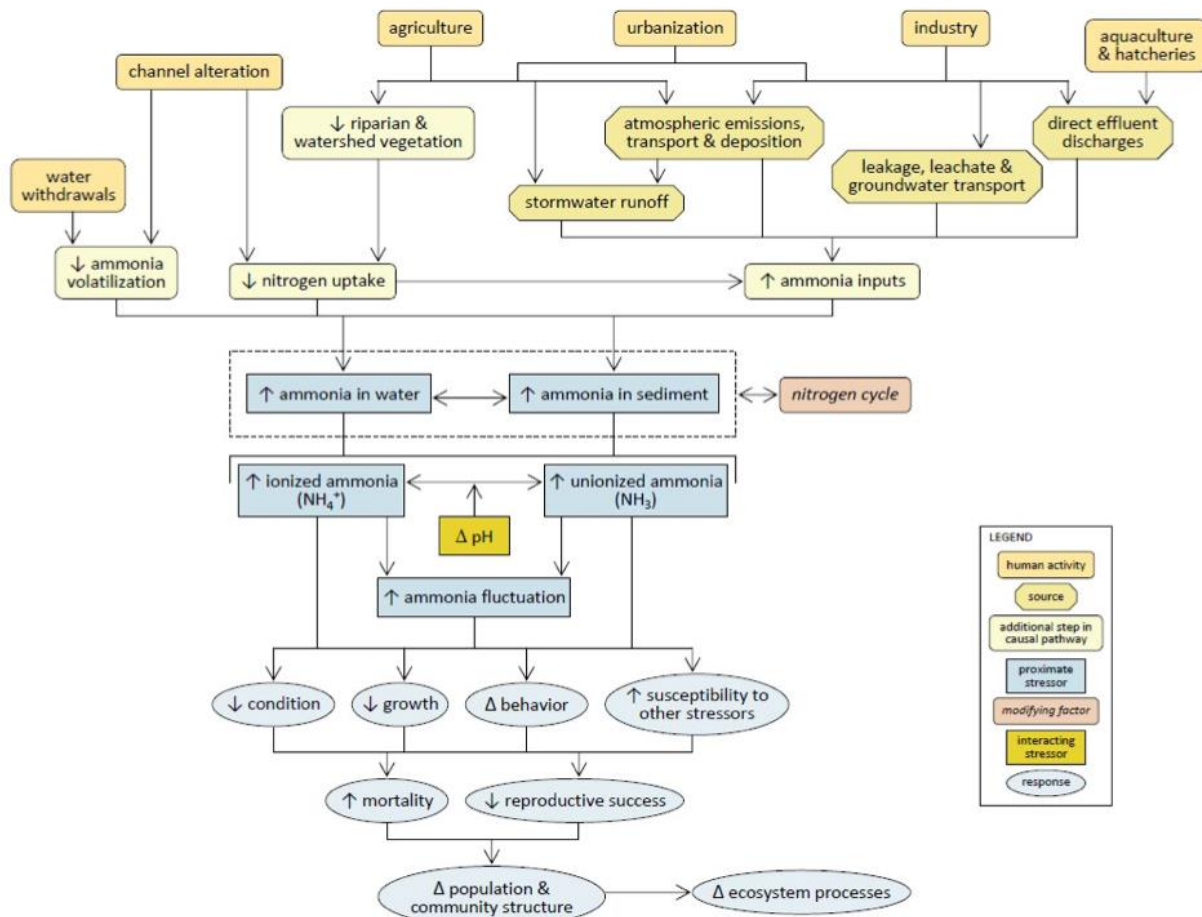 agriculture
urbanization
industry
aquaculture
& hatcheries
channel alteration
↓ riparian &
watershed vegetation
atmospheric emissions,
transport & deposition
direct effluent
discharges
leakage, leachate &
groundwater transport
water
withdrawals
stormwater runoff
↓ ammonia
volatilization
↓ nitrogen uptake
↑ ammonia inputs
↑ ammonia in water
↑ ammonia in sediment
nitrogen cycle
↑ ionized ammonia
(NH₄⁺)
↑ unionized ammonia
(NH₃)
Δ pH
↑ ammonia fluctuation
↓ condition
↓ growth
Δ behavior
↑ susceptibility to
other stressors
↑ mortality
↓ reproductive success
Δ population &
community structure
Δ ecosystem processes
LEGEND
human activity
source
additional step in
causal pathway
proximate
stressor
modifying factor
interacting
stressor
response